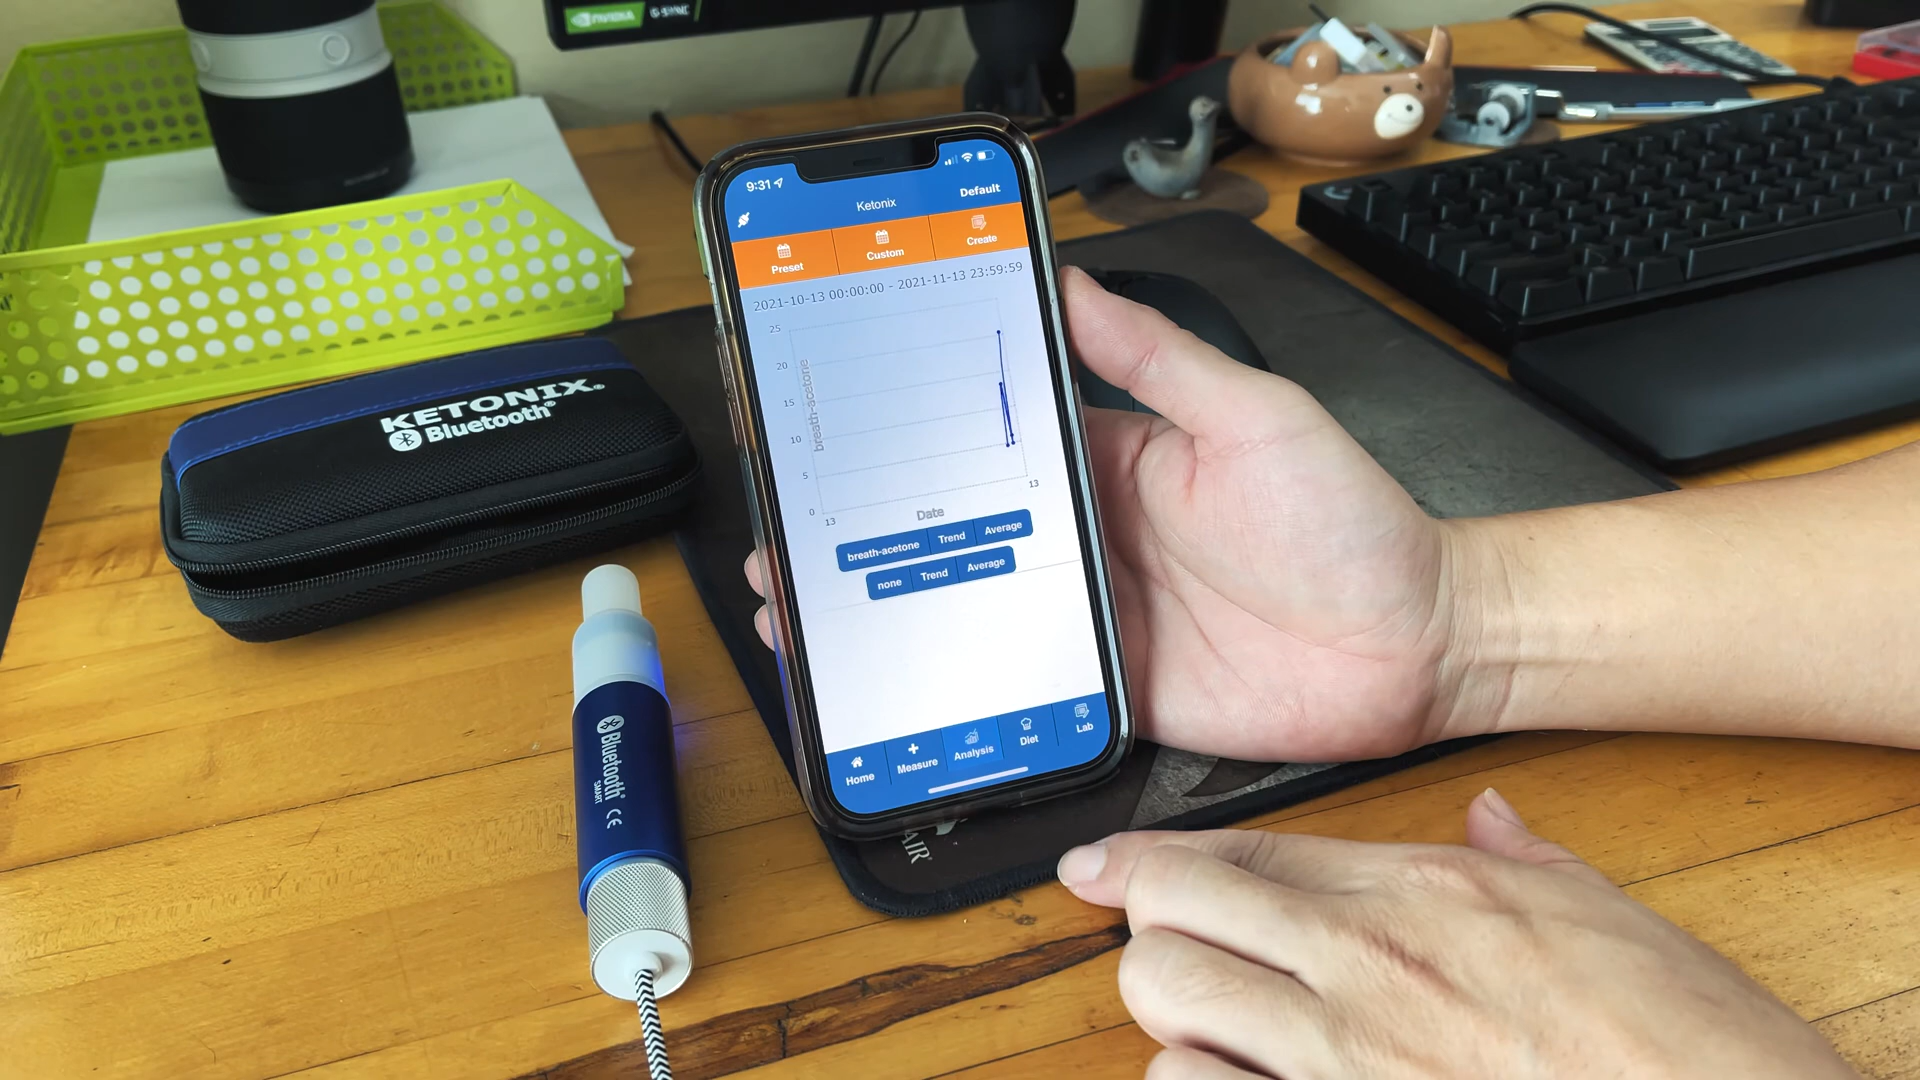 NVIDIA
G-SYNC
9:31
Ketonix
Default
Preset
Custom
Create
2021-10-13 00:00:00 - 2021-11-13 23:59:59
25
20
15
10
5
0
breath-acetone
13
13
Date
breath-acetone Trend Average
none Trend Average
Home
Measure
Analysis
Diet
Lab
KETONIX®
Bluetooth®
Bluetooth®
SMART
CE
AIR